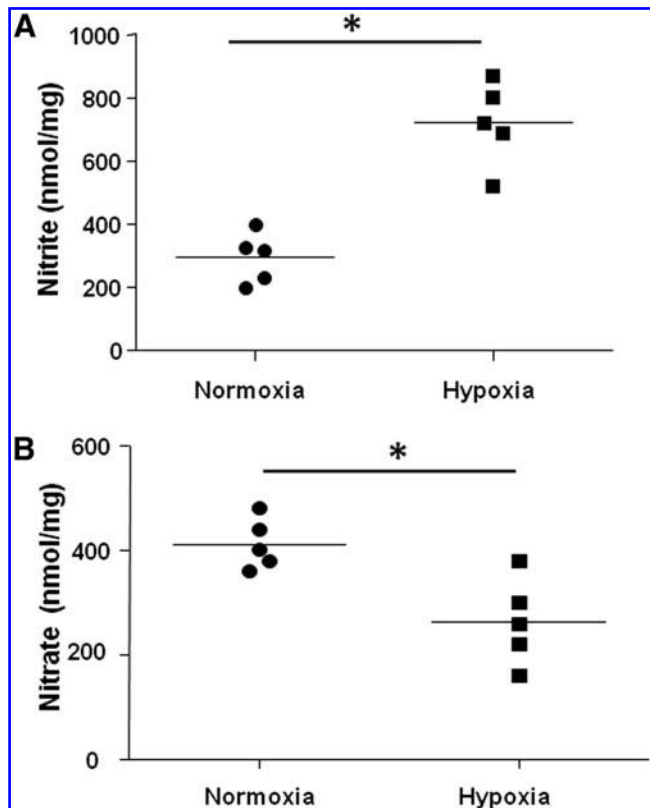 A
*
Nitrite (nmol/mg)
1000
800
600
400
200
0
Normoxia Hypoxia
B
*
Nitrate (nmol/mg)
600
400
200
0
Normoxia Hypoxia